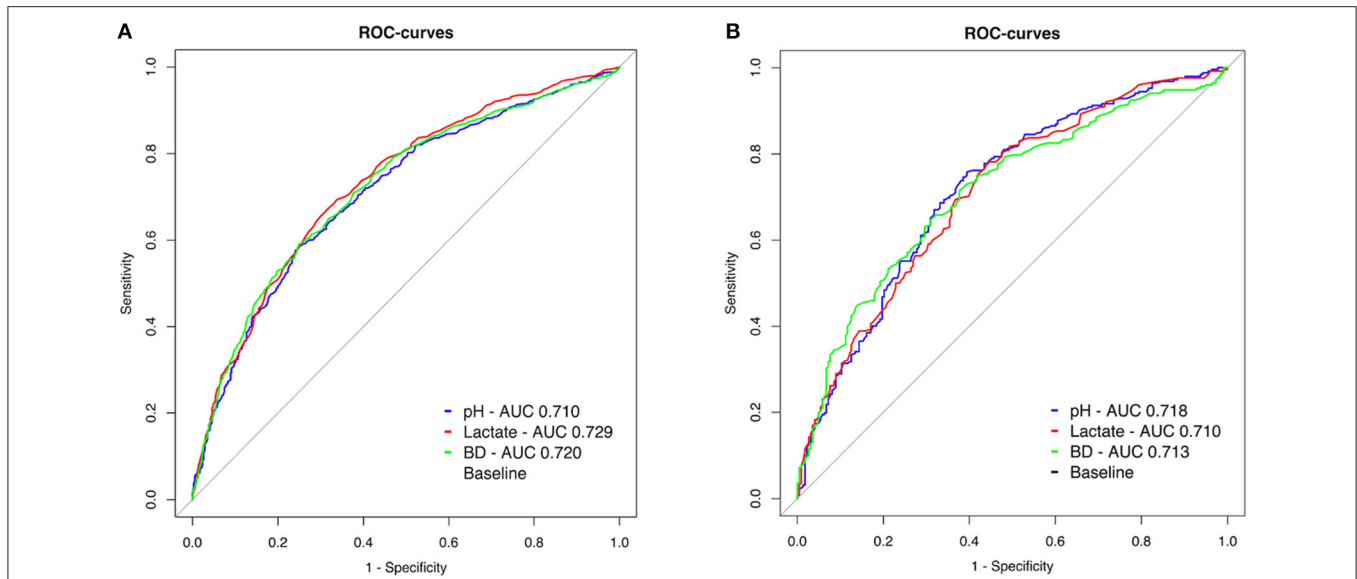 A
ROC-curves
1.0
0.8
0.6
0.4
0.2
0.0
Sensitivity
pH - AUC 0.710
Lactate - AUC 0.729
BD - AUC 0.720
Baseline
0.0 0.2 0.4 0.6 0.8 1.0
1 - Specificity
B
ROC-curves
1.0
0.8
0.6
0.4
0.2
0.0
Sensitivity
pH - AUC 0.718
Lactate - AUC 0.710
BD - AUC 0.713
Baseline
0.0 0.2 0.4 0.6 0.8 1.0
1 - Specificity